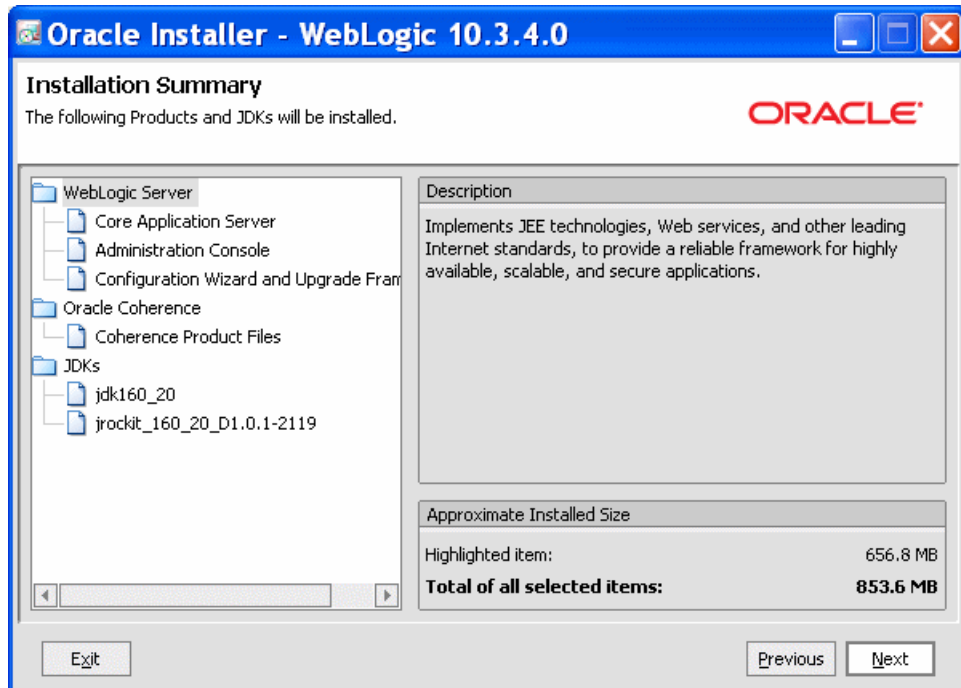 Oracle Installer - WebLogic 10.3.4.0
Installation Summary
The following Products and JDKs will be installed.
ORACLE
WebLogic Server
Core Application Server
Administration Console
Configuration Wizard and Upgrade Fram
Oracle Coherence
Coherence Product Files
JDKs
jdk160_20
jrockit_160_20_D1.0.1-2119
Description
Implements JEE technologies, Web services, and other leading
Internet standards, to provide a reliable framework for highly
available, scalable, and secure applications.
Approximate Installed Size
Highlighted item: 656.8 MB
Total of all selected items: 853.6 MB
Exit
Previous
Next